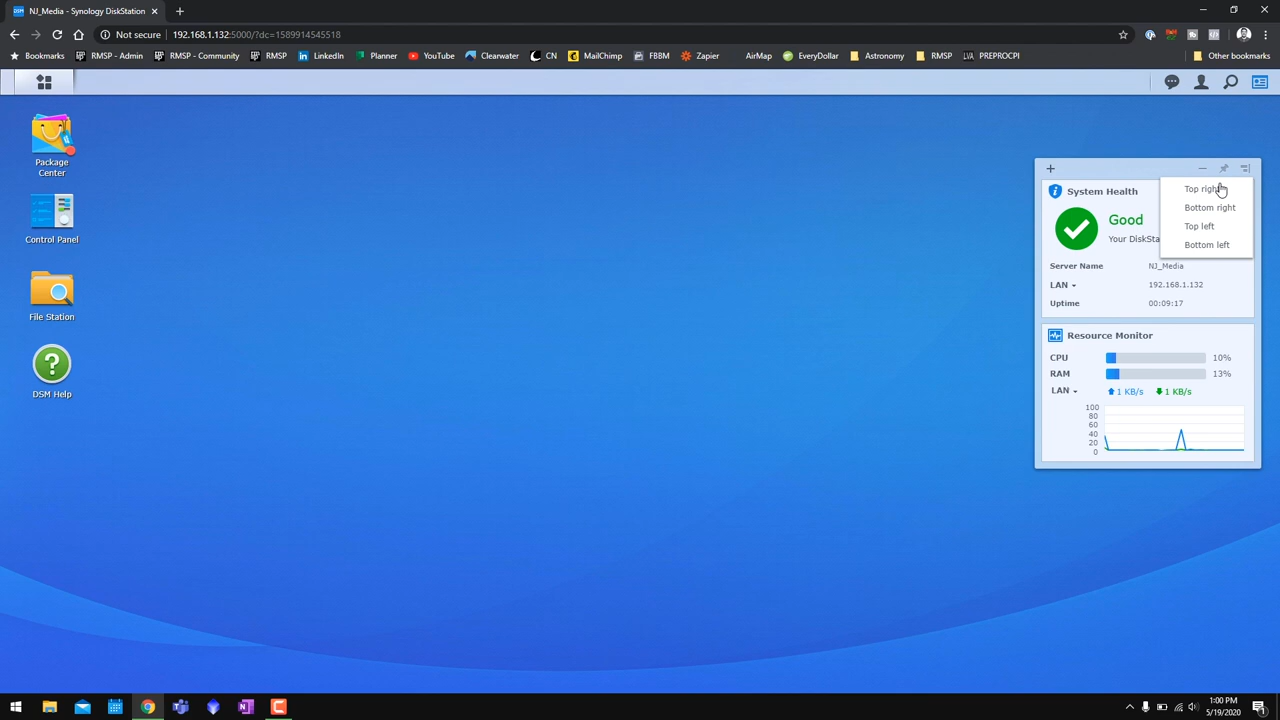 NJ_Media - Synology DiskStation
Not secure 192.168.1.132:5000/?dc=1589914545518
Bookmarks RMSP - Admin RMSP - Community RMSP LinkedIn Planner YouTube Clearwater CN MailChimp FBBM Zapier AirMap EveryDollar Astronomy RMSP LVA PREPROCPI Other bookmarks
Package
Center
Control Panel
File Station
DSM Help
System Health
Top right
Bottom right
Top left
Bottom left
Good
Your DiskSta
Server Name NJ_Media
LAN 192.168.1.132
Uptime 00:09:17
Resource Monitor
CPU 10%
RAM 13%
LAN 1 KB/s 1 KB/s
100
80
60
40
20
0
1:00 PM
5/19/2020